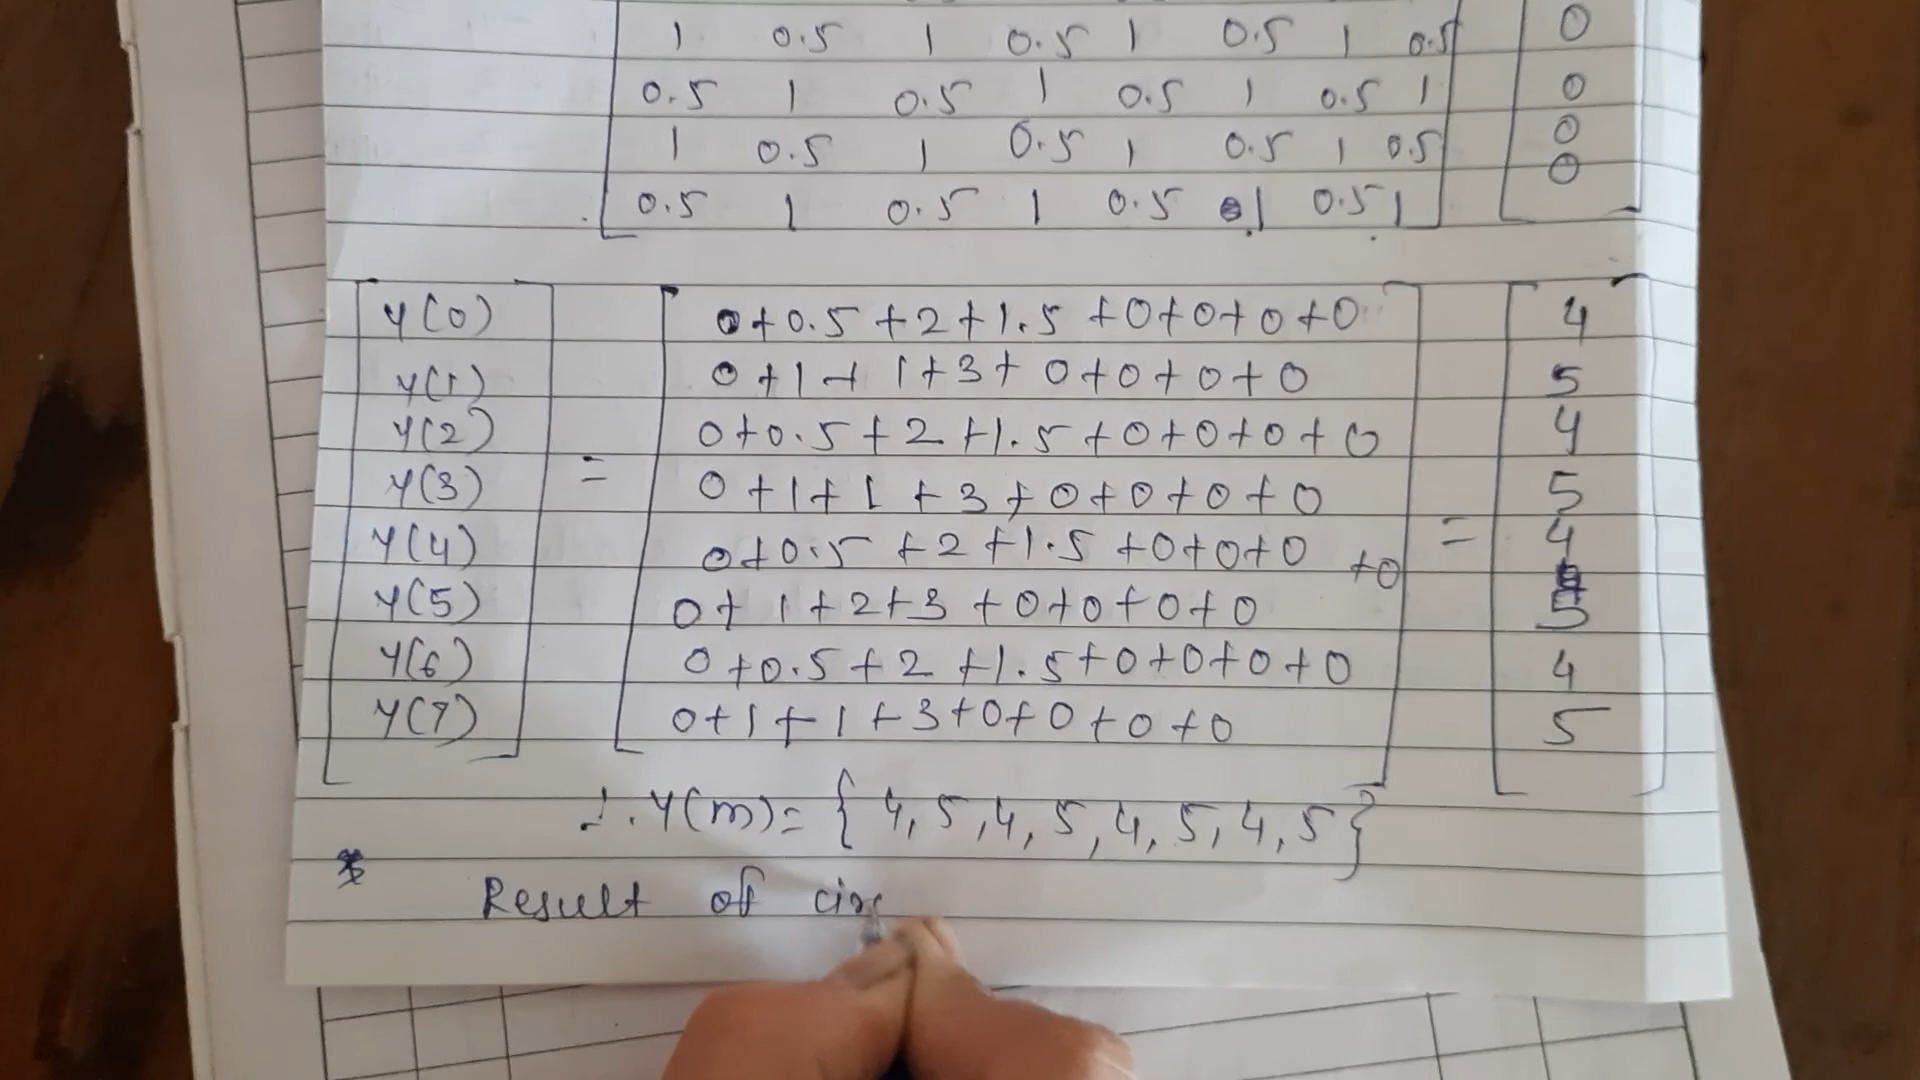 1 0.5 1 0.5 1 0.5 1 0.5 0
0.5 1 0.5 1 0.5 1 0.5 1 0
1 0.5 1 0.5 1 0.5 1 0.5 0
0
0.5 1 0.5 1 0.5 1 0.5 1
Y(0) 0+0.5+2+1.5+0+0+0+0 4
Y(1) 0+1+1+3+0+0+0+0 5
Y(2) 0+0.5+2+1.5+0+0+0+0 4
Y(3) = 0+1+1+3+0+0+0+0 5
Y(4) 0+0.5+2+1.5+0+0+0+0 = 4
Y(5) 0+1+2+3+0+0+0+0 5
Y(6) 0+0.5+2+1.5+0+0+0+0 4
Y(7) 0+1+1+3+0+0+0+0 5
∴ Y(m)= {4,5,4,5,4,5,4,5}
* Result of circ